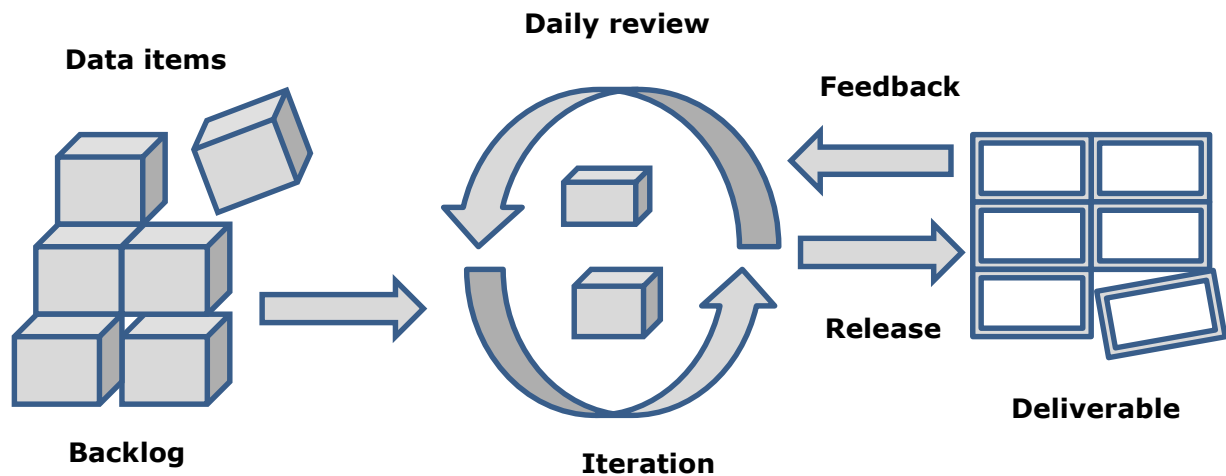 Daily review
Data items
Feedback
Release
Deliverable
Backlog
Iteration